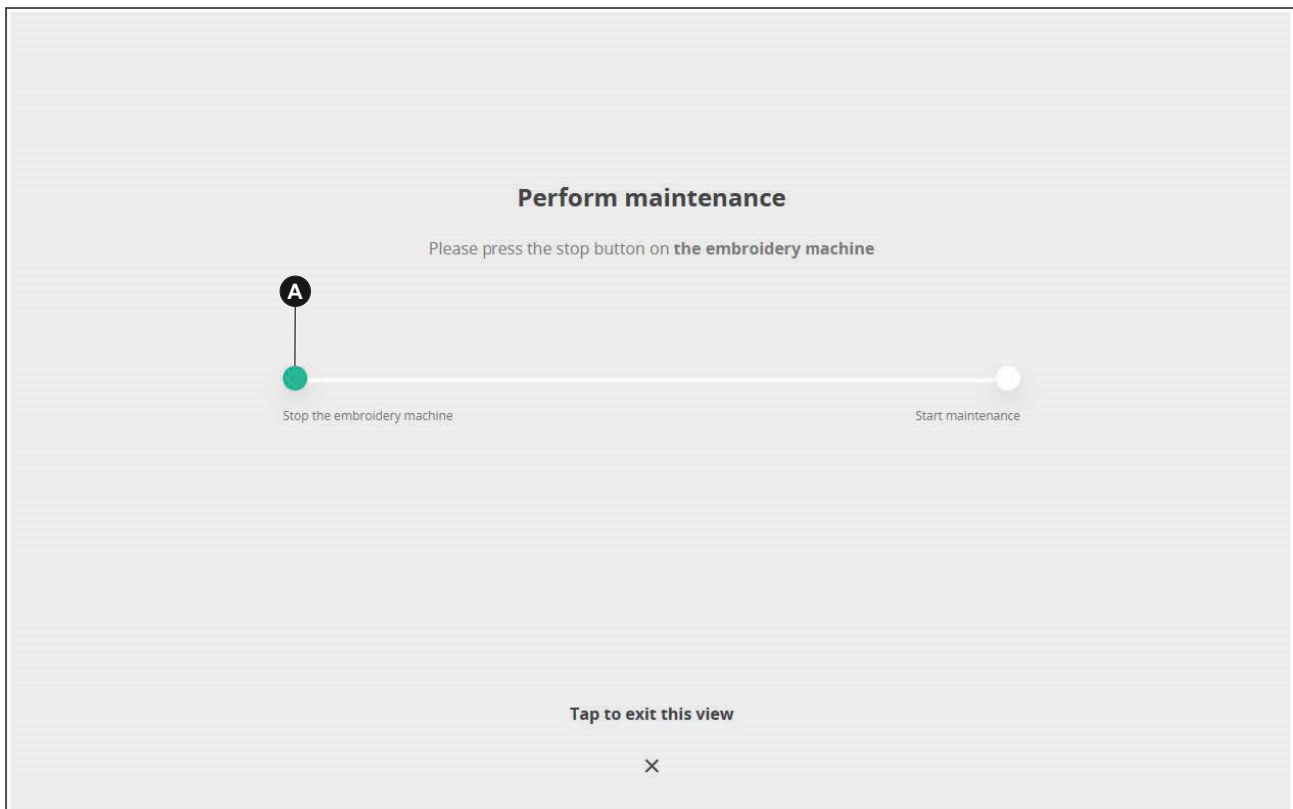 Perform maintenance
Please press the stop button on the embroidery machine
A
Stop the embroidery machine
Start maintenance
Tap to exit this view